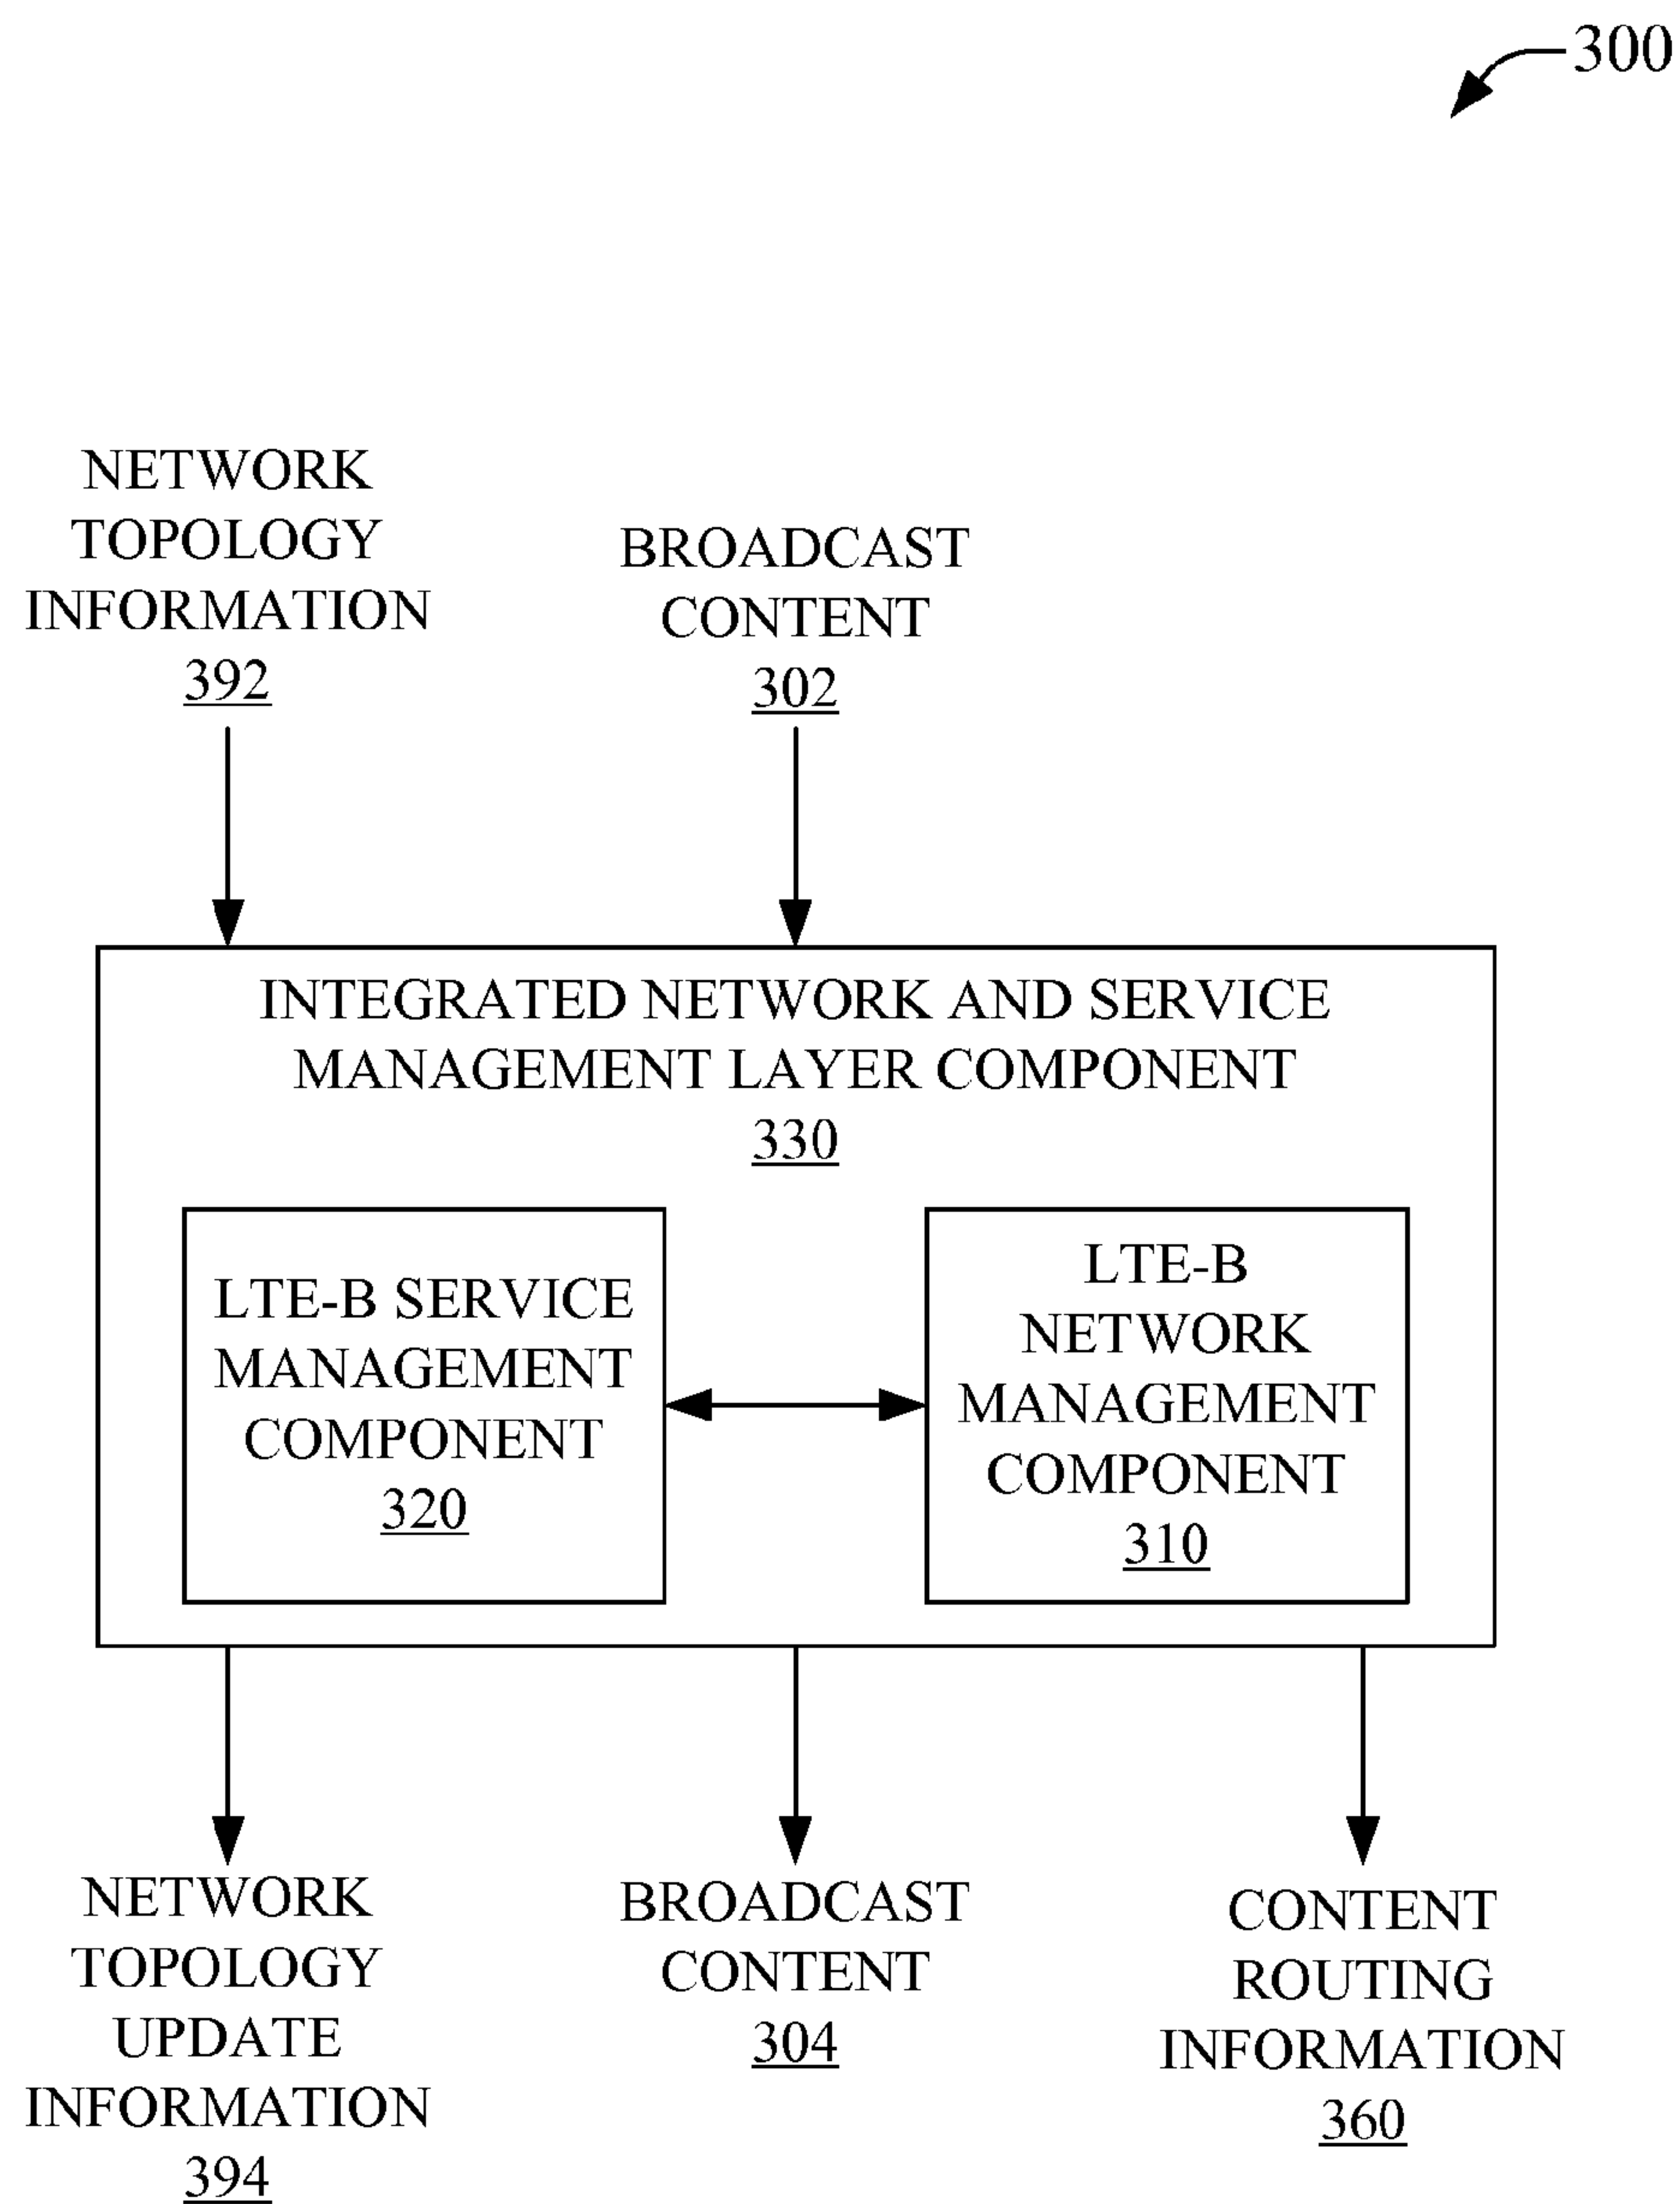 300
NETWORK
TOPOLOGY
INFORMATION
392
BROADCAST
CONTENT
302
INTEGRATED NETWORK AND SERVICE
MANAGEMENT LAYER COMPONENT
330
LTE-B SERVICE
MANAGEMENT
COMPONENT
320
LTE-B
NETWORK
MANAGEMENT
COMPONENT
310
NETWORK
TOPOLOGY
UPDATE
INFORMATION
394
BROADCAST
CONTENT
304
CONTENT
ROUTING
INFORMATION
360